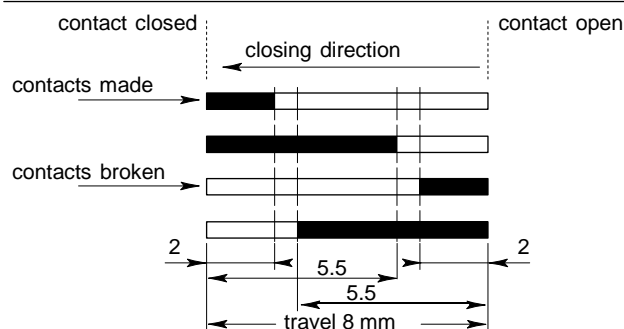 contact closed contact open
closing direction
contacts made
contacts broken
2 2
5.5
5.5
travel 8 mm